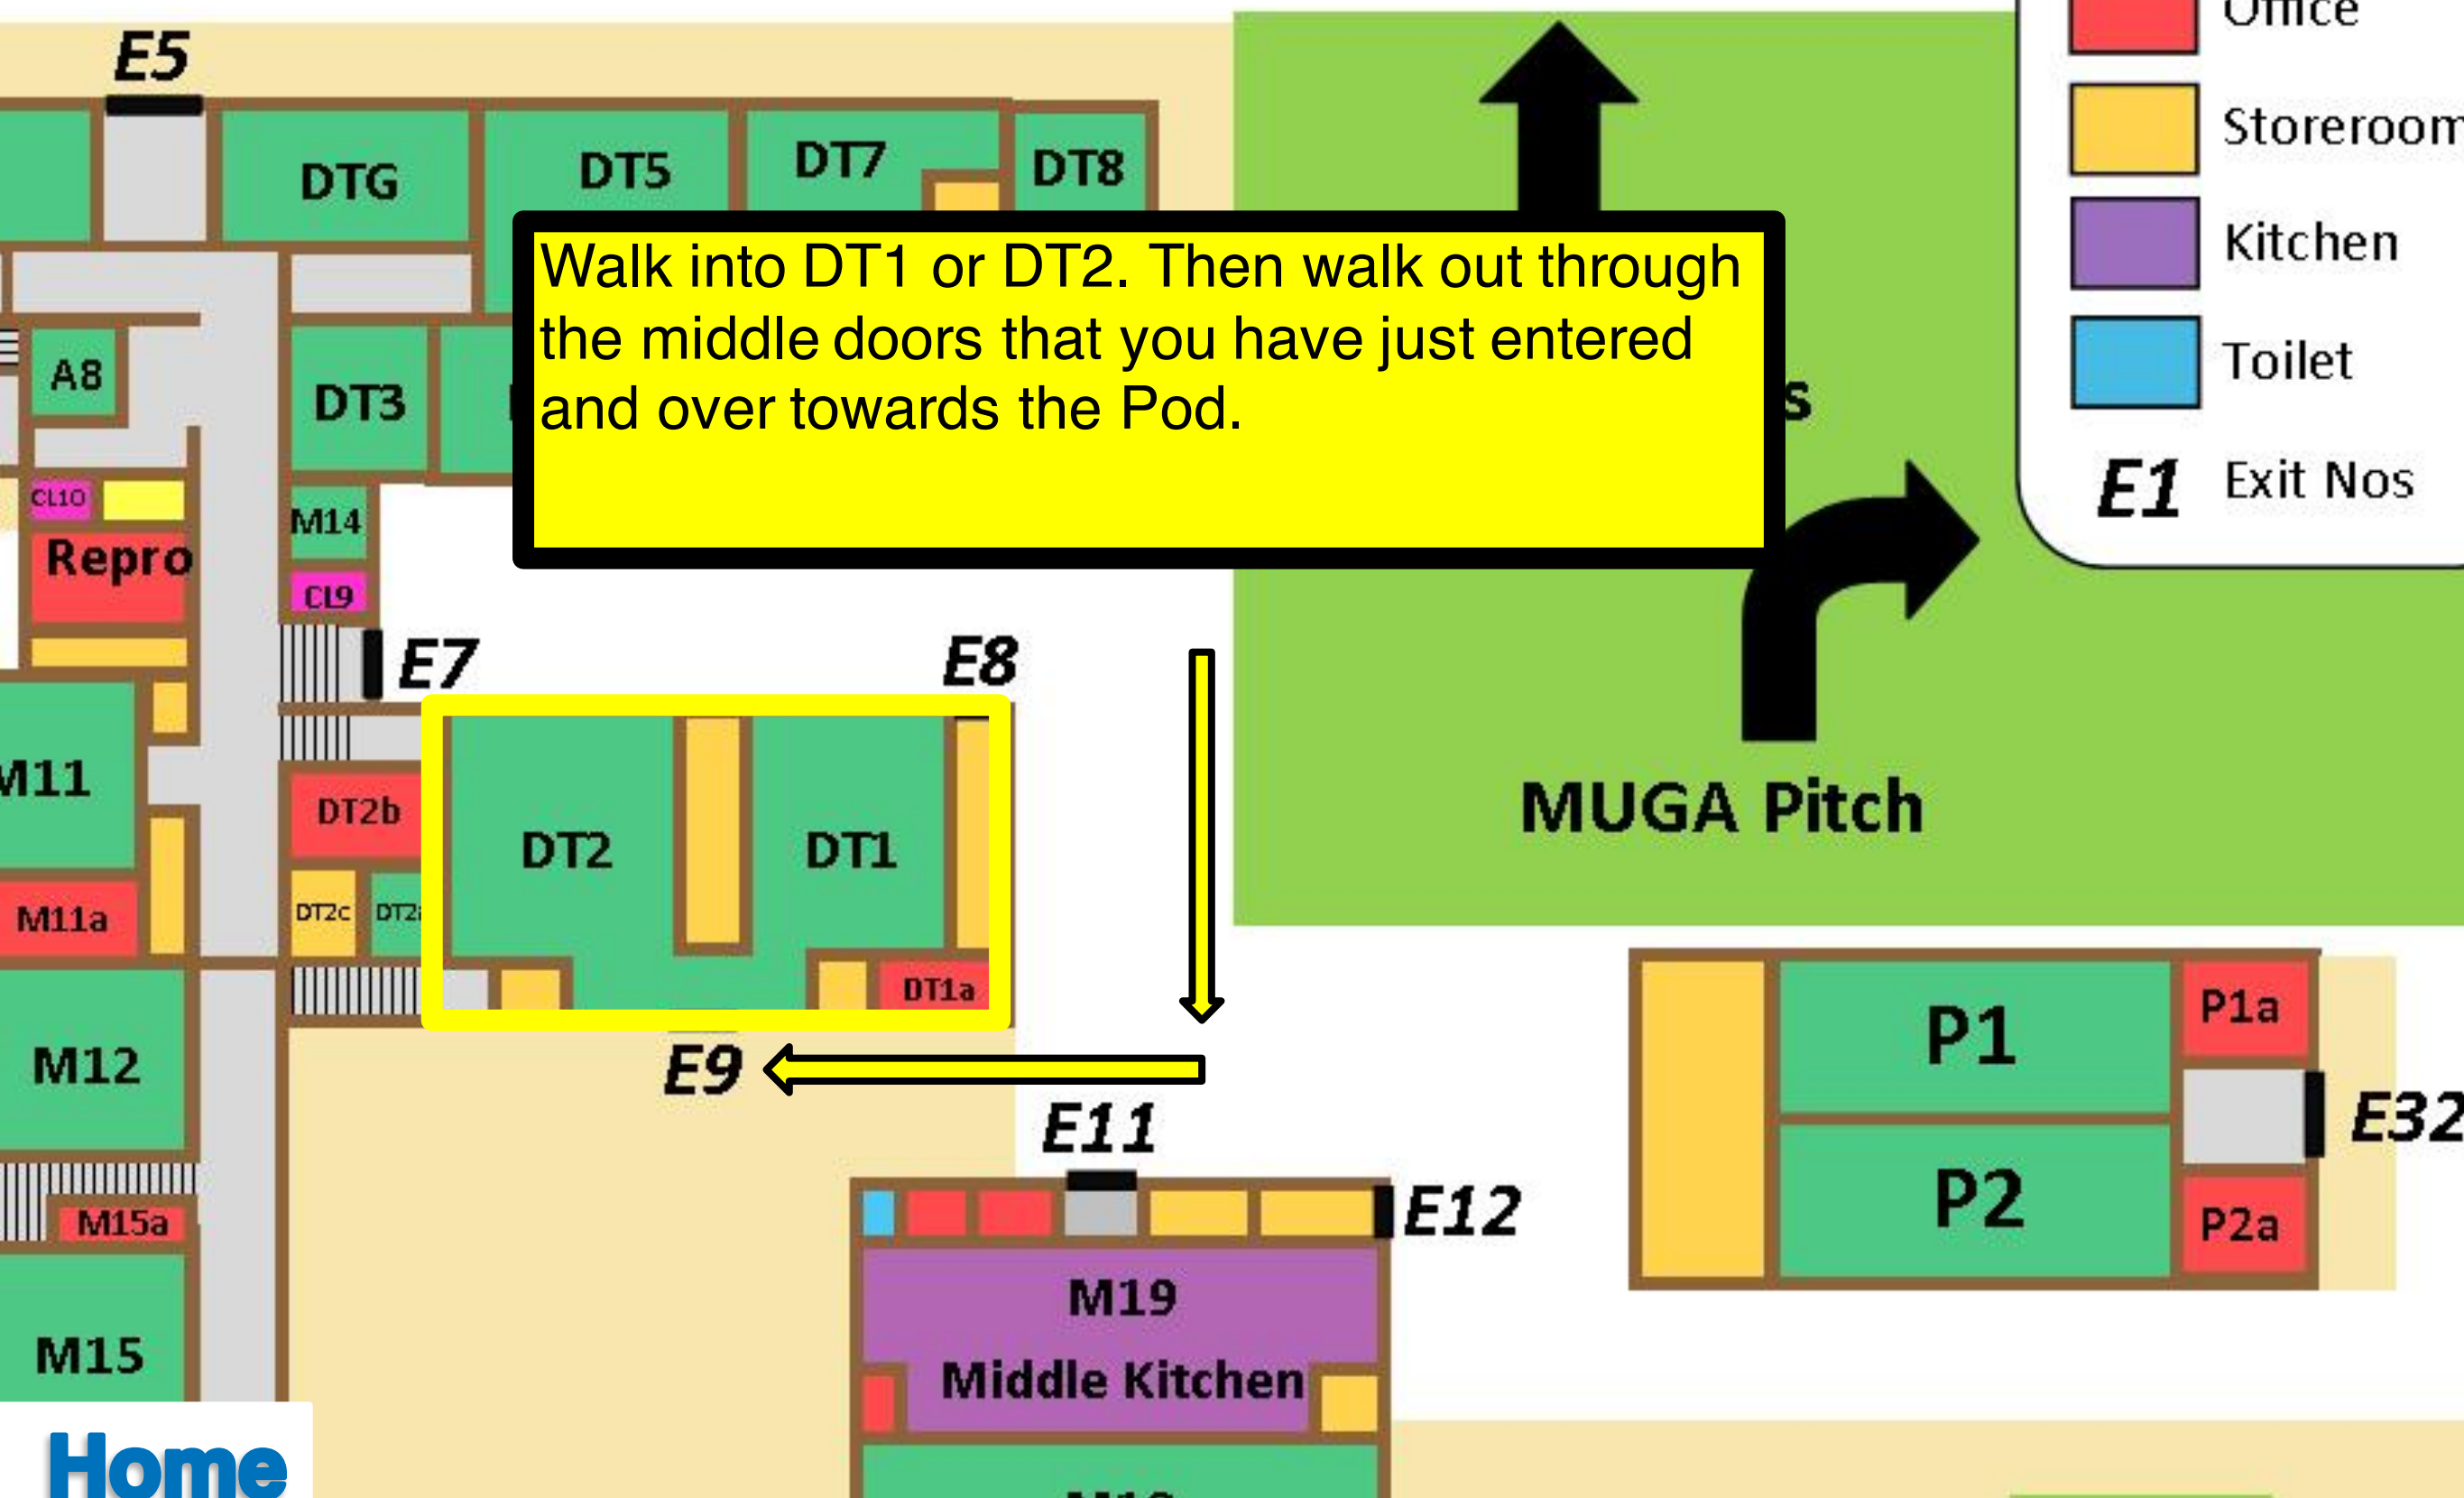 Office
E5
Storeroom
DTG
DT5
DT7
DT8
Kitchen
Walk into DT1 or DT2. Then walk out through
the middle doors that you have just entered
and over towards the Pod.
A8
DT3
s
Toilet
E1 Exit Nos
CL10
M14
Repro
CL9
E7
E8
M11
DT2b
DT2
DT1
MUGA Pitch
M11a
DT2c
DT2
DT1a
P1
P1a
M12
E9
E11
E32
P2
P2a
M15a
E12
M19
Middle Kitchen
M15
Home